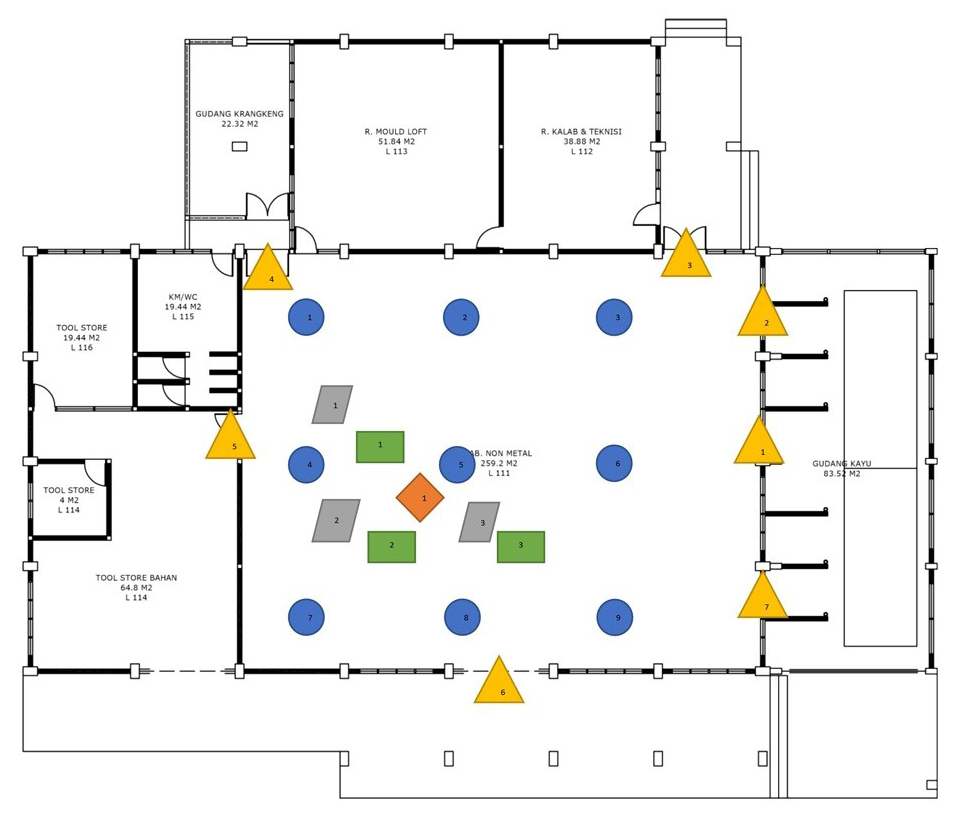 GUDANG KRANGKENG
22.32 M2
R. MOULD LOFT
51.84 M2
L 113
R. KALAB & TEKNISI
38.88 M2
L 112
4
3
KM/WC
19.44 M2
L 115
TOOL STORE
19.44 M2
L 116
1
2
3
2
1
1
5
1
4
5
AB. NON METAL
259.2 M2
L 111
6
GUDANG KAYU
83.52 M2
TOOL STORE
4 M2
L 114
1
2
3
2
3
TOOL STORE BAHAN
64.8 M2
L 114
7
8
9
7
6